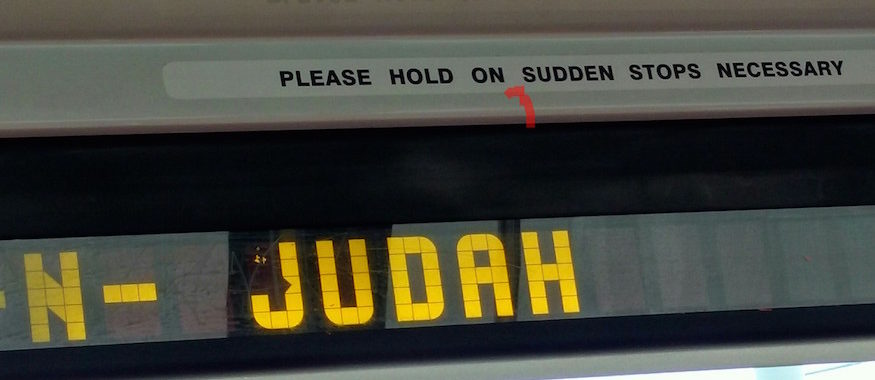 PLEASE HOLD ON SUDDEN STOPS NECESSARY
-N- JUDAH